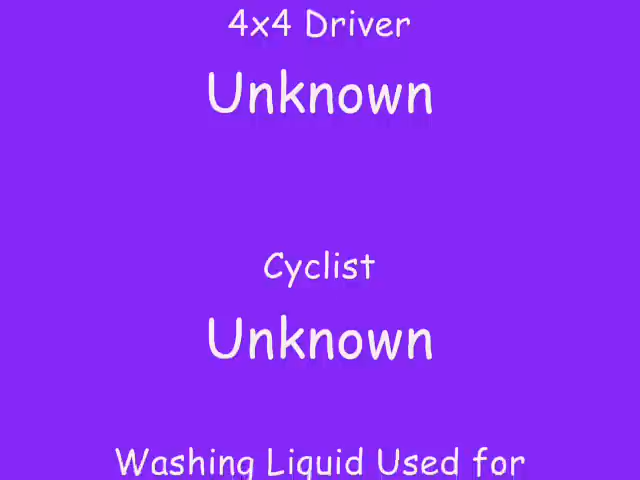 4x4 Driver
Unknown
Cyclist
Unknown
Washing Liquid Used for